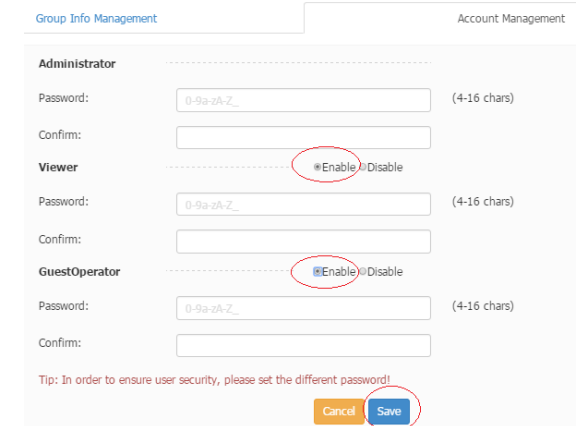 Group Info Management Account Management
Administrator
Password: 0-9a-zA-Z_ (4-16 chars)
Confirm:
Viewer Enable Disable
Password: 0-9a-zA-Z_ (4-16 chars)
Confirm:
GuestOperator Enable Disable
Password: 0-9a-zA-Z_ (4-16 chars)
Confirm:
Tip: In order to ensure user security, please set the different password!
Cancel Save